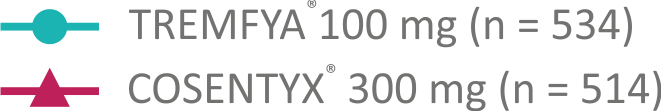 TREMFYA® 100 mg (n = 534)
COSENTYX® 300 mg (n = 514)